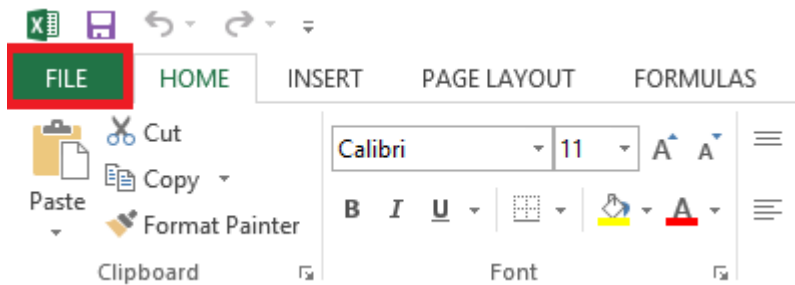 FILE HOME INSERT PAGE LAYOUT FORMULAS
Cut
Calibri 11 A A
Copy
Paste
B I U A
Format Painter
Clipboard Font